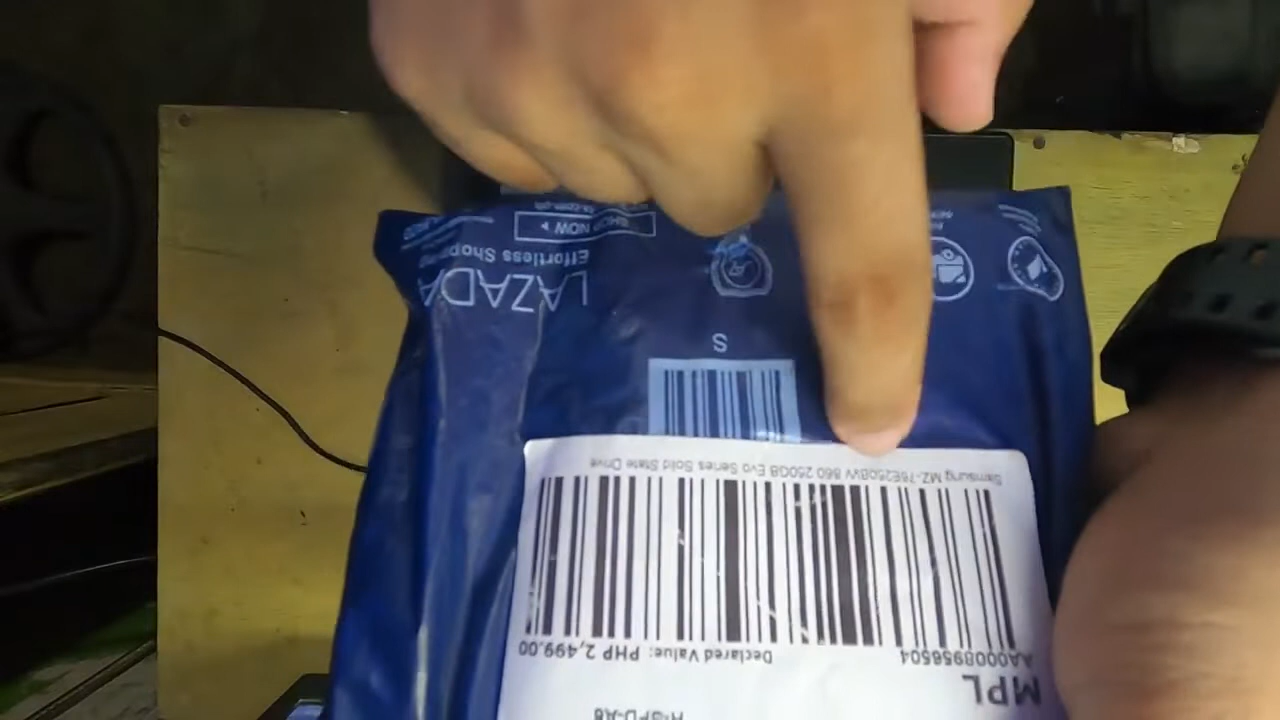 MPL
AA0008956504 Declared Value: PHP 2,499.00
Samsung MZ-76E250BW 860 250GB Evo Series Solid State Drive
S
LAZADA
Effortless Shopping
SHOP NOW